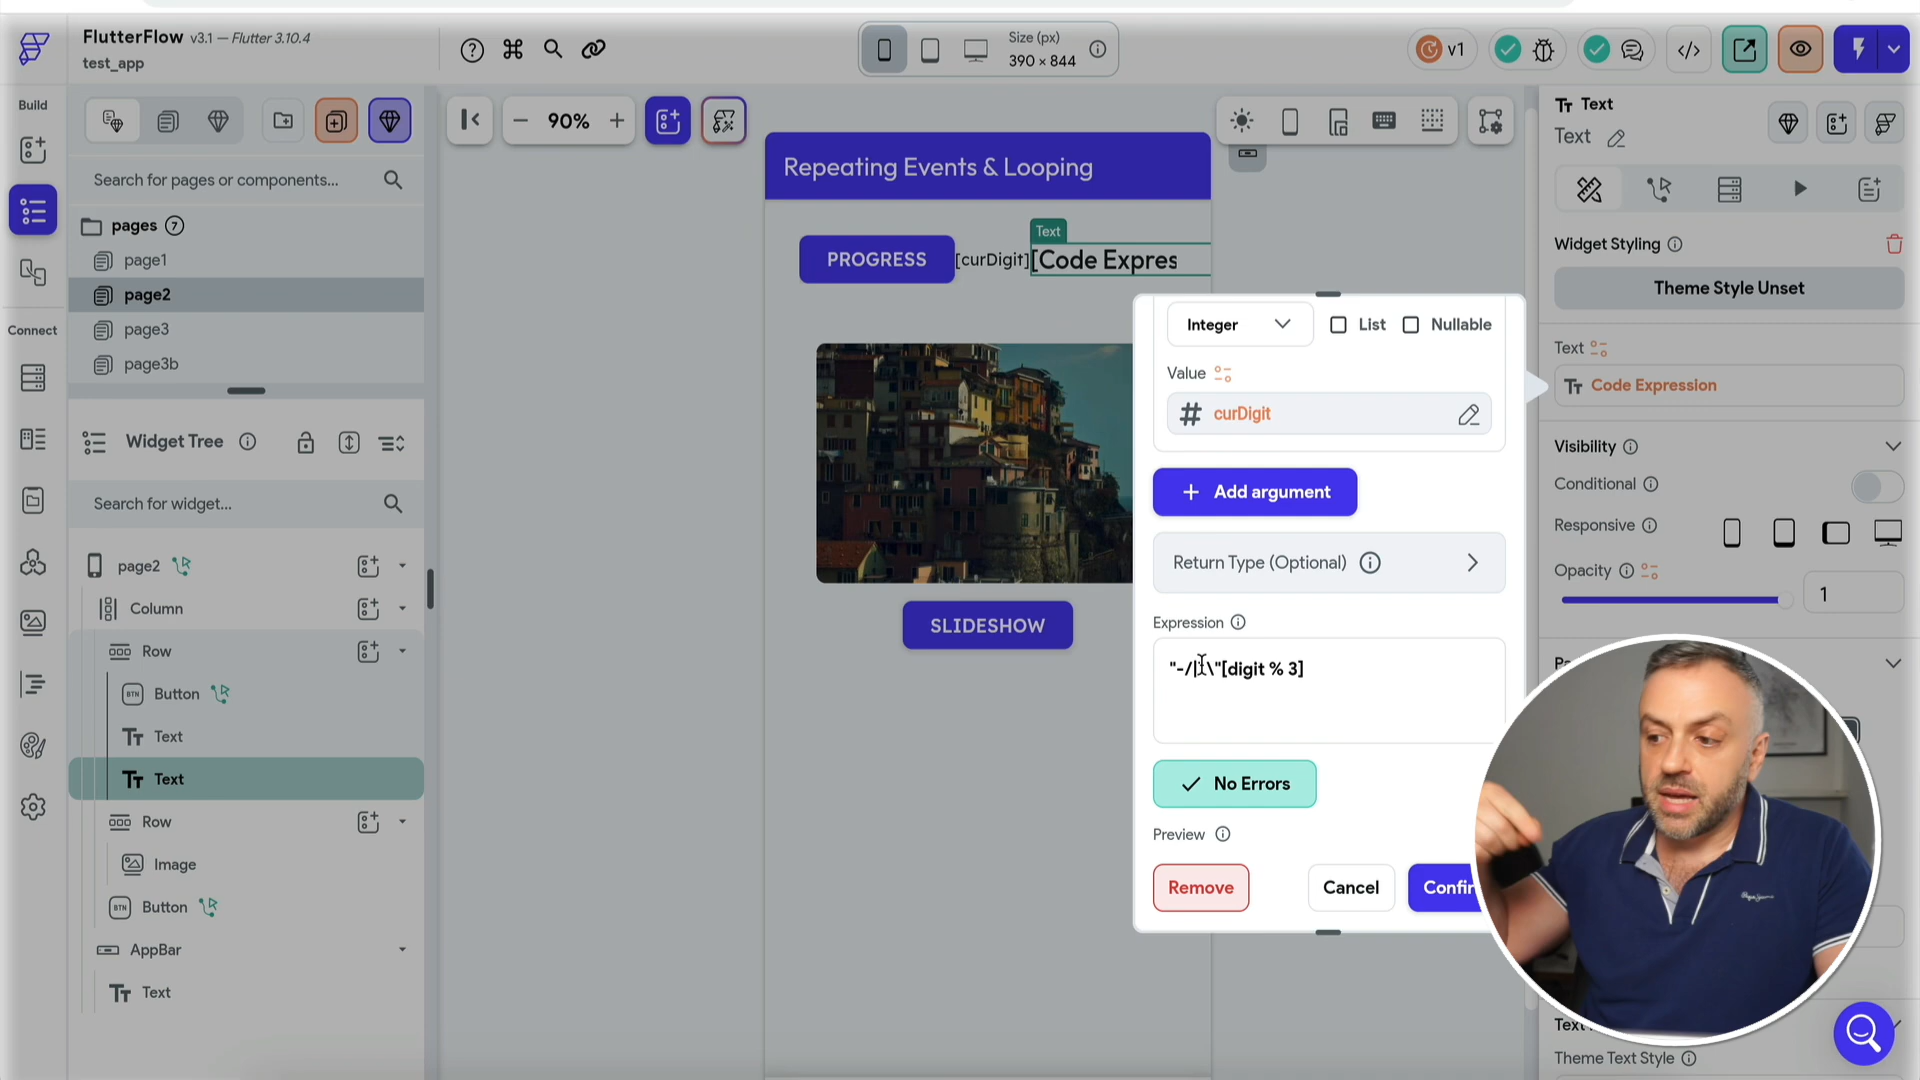 FlutterFlow v3.1 — Flutter 3.10.4
test_app
Size (px)
390 × 844
v1
Build
Connect
Search for pages or components...
pages 7
page1
page2
page3
page3b
Widget Tree
Search for widget...
page2
Column
Row
BTN Button
Text
Text
Row
Image
BTN Button
AppBar
Text
90%
Repeating Events & Looping
Text
PROGRESS
[curDigit]
[Code Expres
SLIDESHOW
Integer
List
Nullable
Value
curDigit
Add argument
Return Type (Optional)
Expression
No Errors
Preview
Remove
Cancel
Confir
Text
Text
Widget Styling
Theme Style Unset
Text
Code Expression
Visibility
Conditional
Responsive
Opacity
1
Theme Text Style